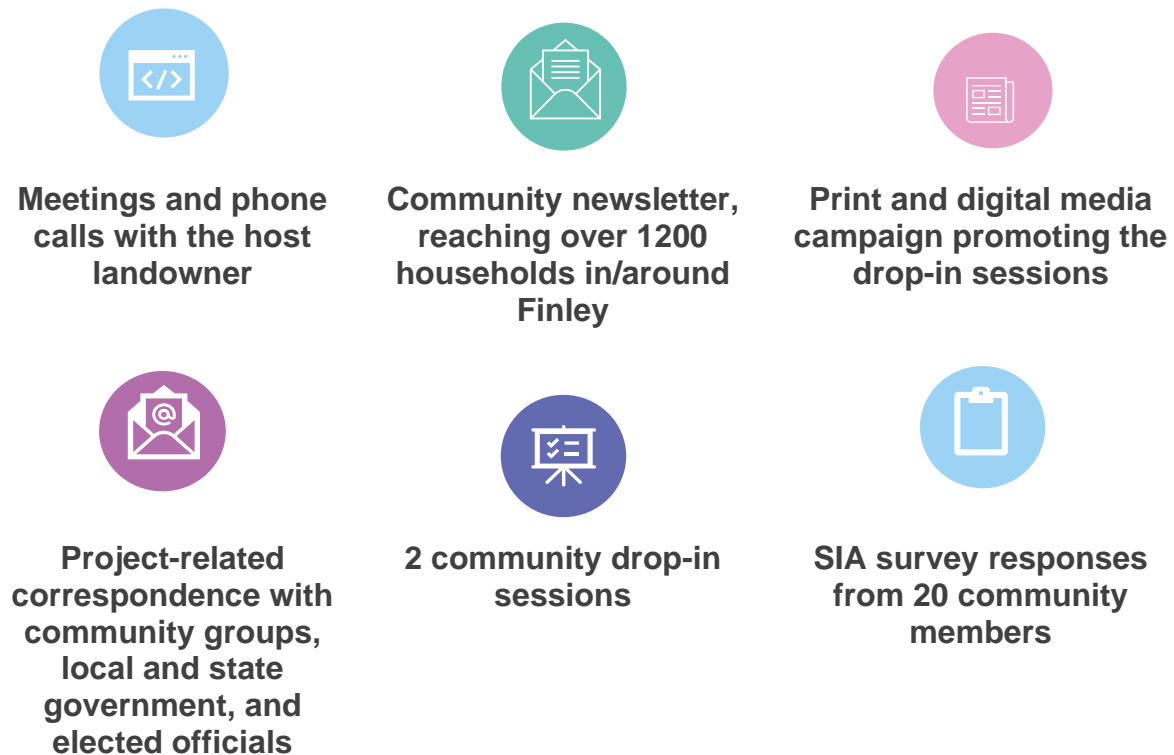 </>
Meetings and phone
calls with the host
landowner
Community newsletter,
reaching over 1200
households in/around
Finley
Print and digital media
campaign promoting the
drop-in sessions
@
Project-related
correspondence with
community groups,
local and state
government, and
elected officials
2 community drop-in
sessions
SIA survey responses
from 20 community
members